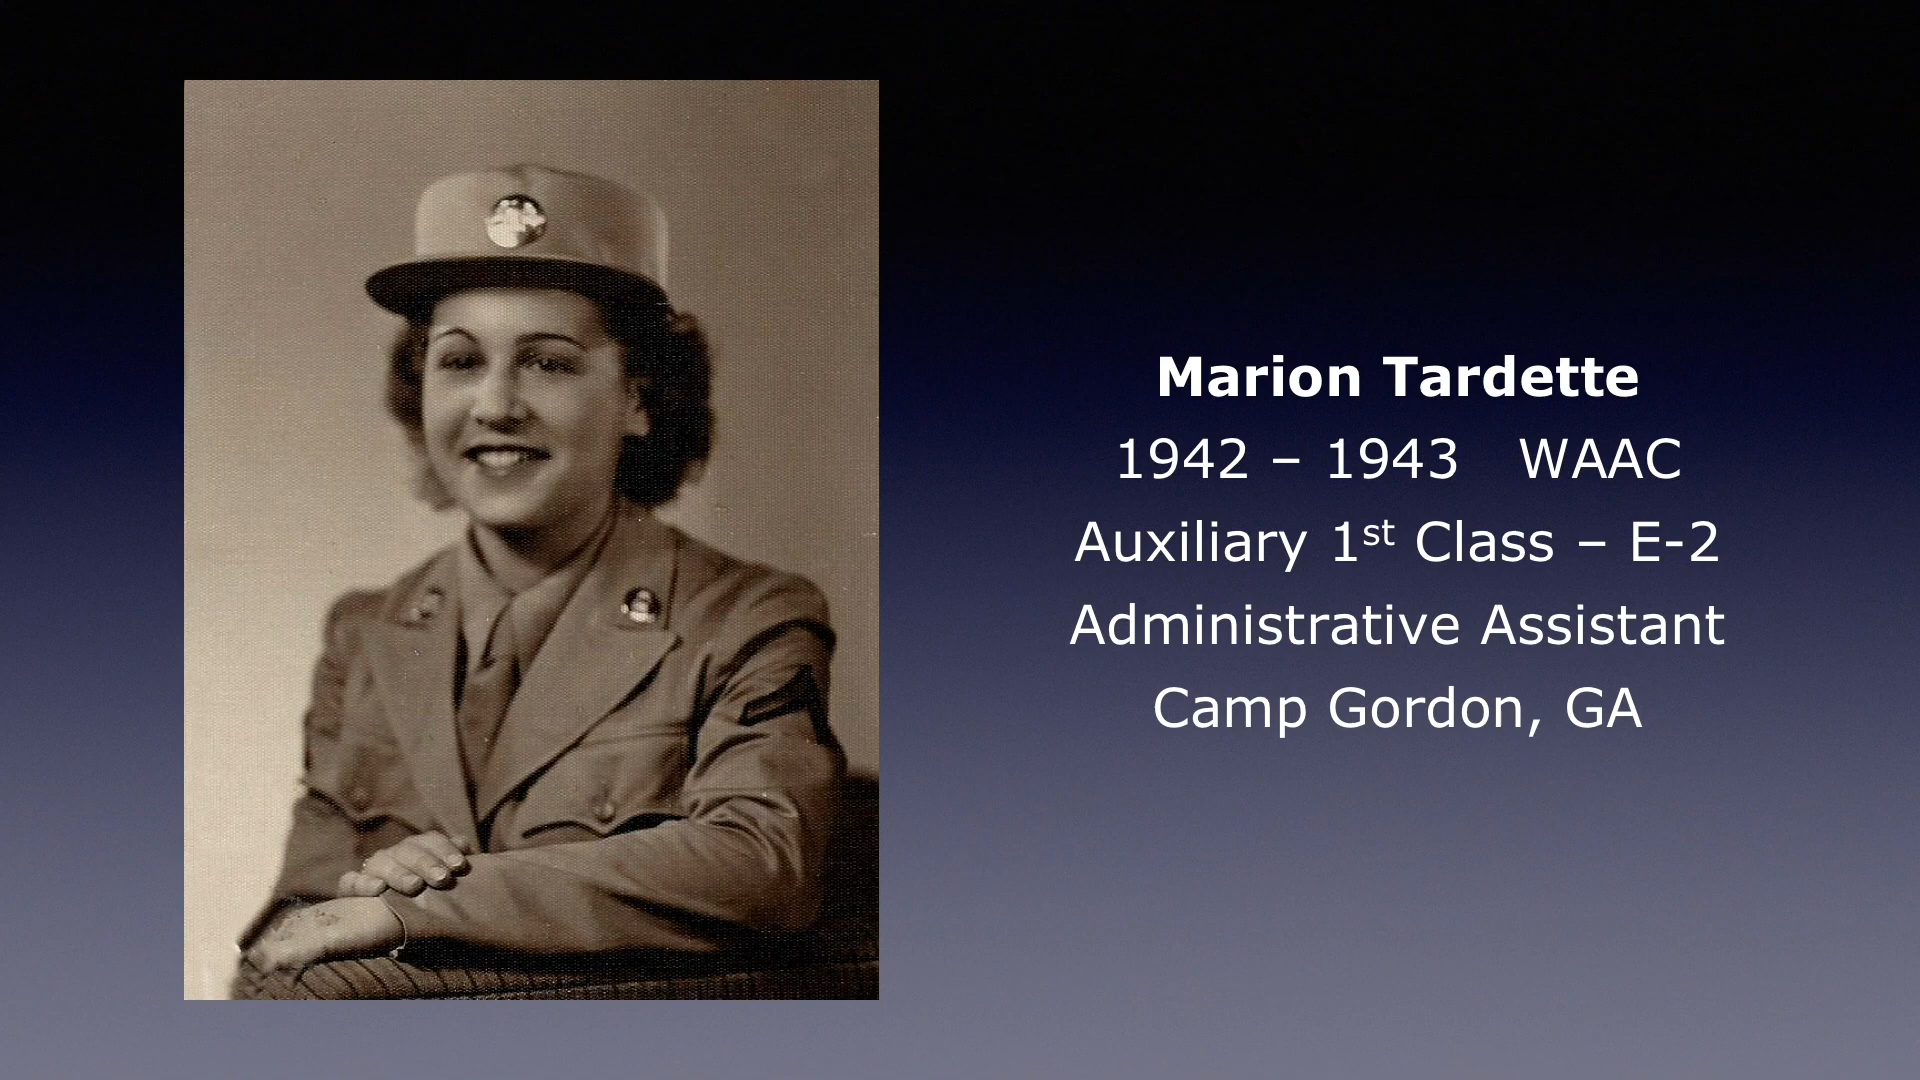 Marion Tardette
1942 – 1943 WAAC
Auxiliary 1st Class – E-2
Administrative Assistant
Camp Gordon, GA